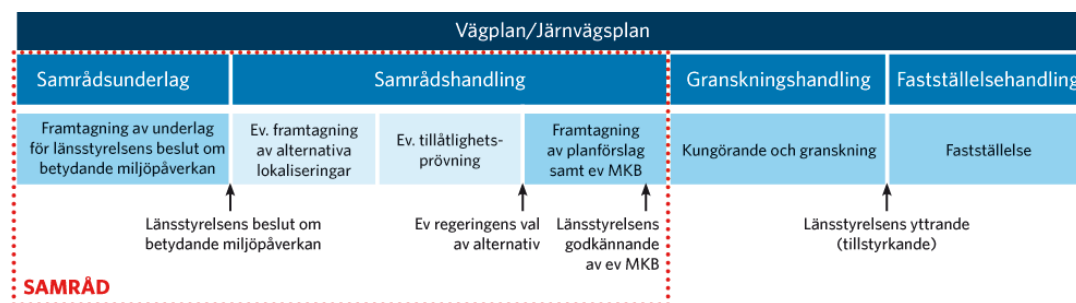 Vägplan/Järnvägsplan
Samrådsunderlag
Samrådshandling
Granskningshandling
Fastställelsehandling
Framtagning av underlag
för länsstyrelsens beslut om
betydande miljöpåverkan
Ev. framtagning
av alternativa
lokaliseringar
Ev. tillåtlighets-
prövning
Framtagning
av planförslag
samt ev MKB
Kungörande och granskning
Fastställelse
Länsstyrelsens beslut om
betydande miljöpåverkan
Ev regeringens val
av alternativ
Länsstyrelsens
godkännande
av ev MKB
Länsstyrelsens yttrande
(tillstyrkande)
SAMRÅD